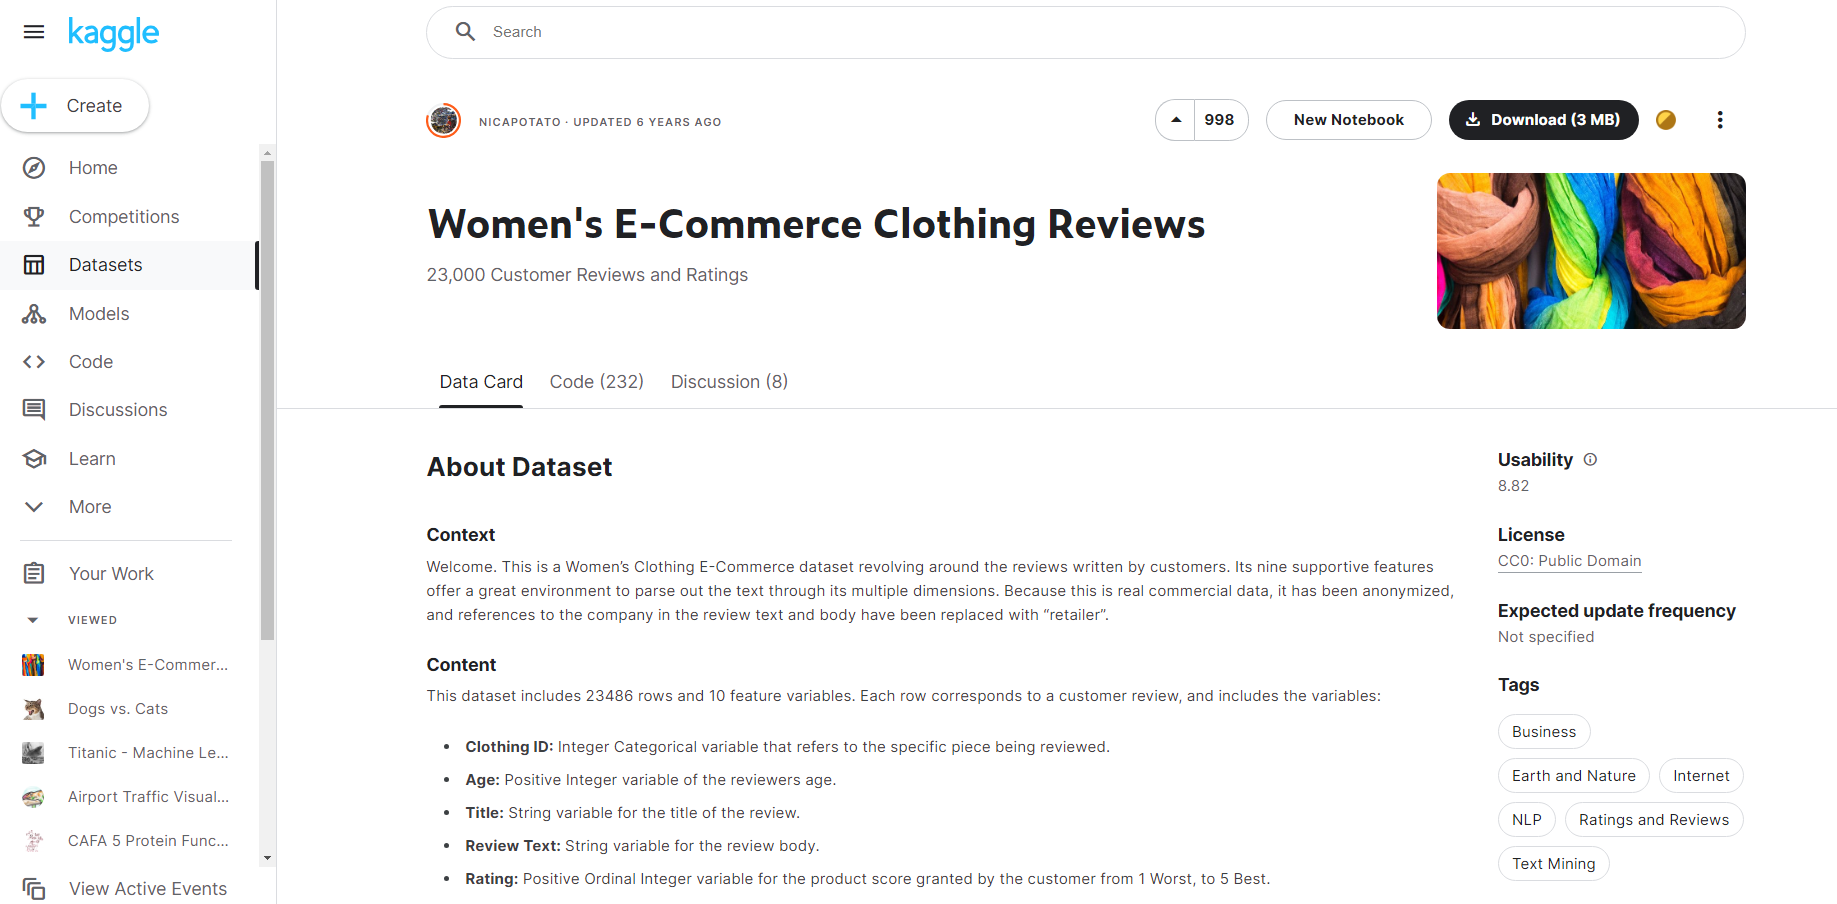 kaggle
Search
Create
Home
Competitions
Datasets
Models
Code
Discussions
Learn
More
Your Work
VIEWED
Women's E-Commer...
Dogs vs. Cats
Titanic - Machine Le...
Airport Traffic Visual...
CAFA 5 Protein Func...
View Active Events
NICAPOTATO · UPDATED 6 YEARS AGO
998
New Notebook
Download (3 MB)
Women's E-Commerce Clothing Reviews
23,000 Customer Reviews and Ratings
Data Card
Code (232)
Discussion (8)
About Dataset
Context
Welcome. This is a Women’s Clothing E-Commerce dataset revolving around the reviews written by customers. Its nine supportive features
offer a great environment to parse out the text through its multiple dimensions. Because this is real commercial data, it has been anonymized,
and references to the company in the review text and body have been replaced with “retailer”.
Content
This dataset includes 23486 rows and 10 feature variables. Each row corresponds to a customer review, and includes the variables:
• Clothing ID: Integer Categorical variable that refers to the specific piece being reviewed.
• Age: Positive Integer variable of the reviewers age.
• Title: String variable for the title of the review.
• Review Text: String variable for the review body.
• Rating: Positive Ordinal Integer variable for the product score granted by the customer from 1 Worst, to 5 Best.
Usability
8.82
License
CC0: Public Domain
Expected update frequency
Not specified
Tags
Business
Earth and Nature
Internet
NLP
Ratings and Reviews
Text Mining